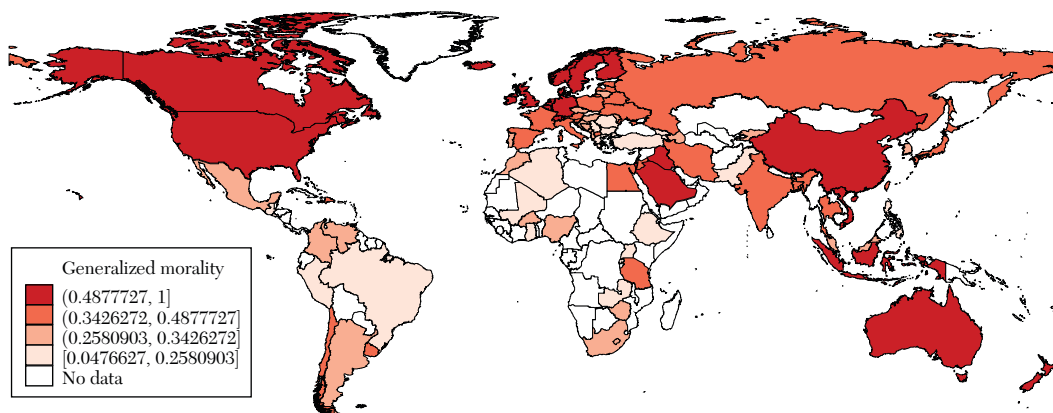 Generalized morality
(0.4877727, 1]
(0.3426272, 0.4877727]
(0.2580903, 0.3426272]
[0.0476627, 0.2580903]
No data